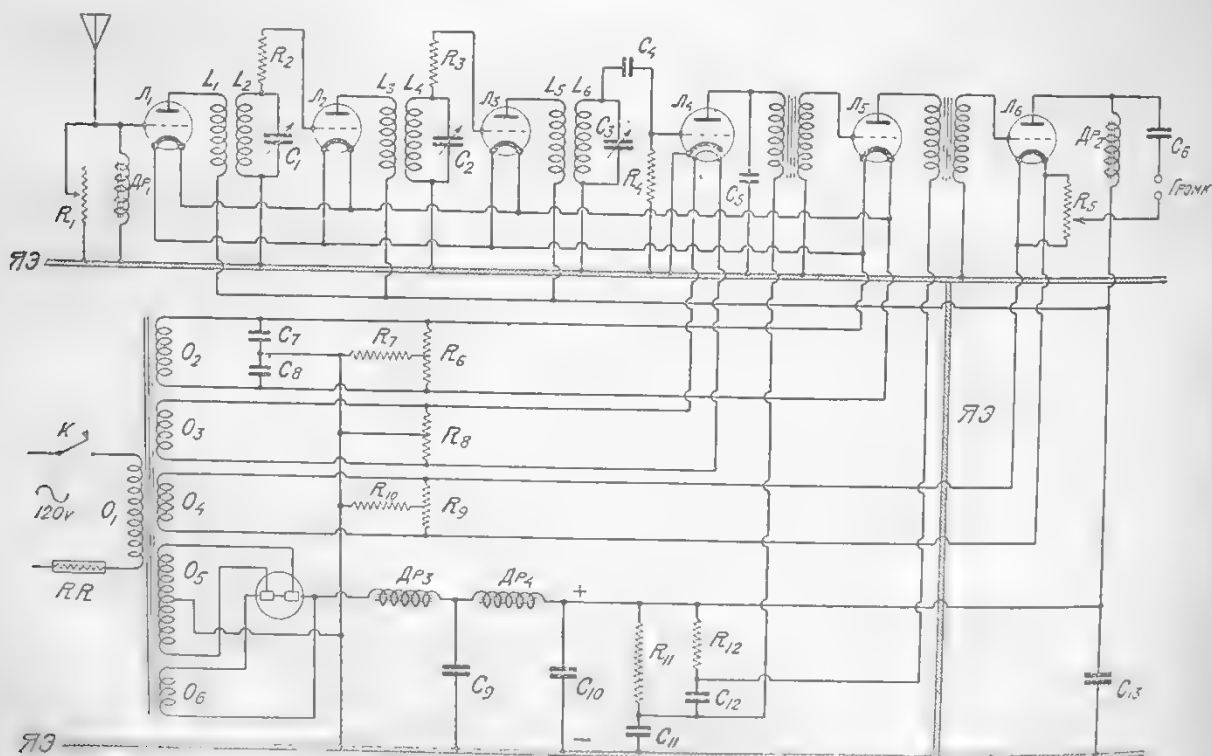 Л1
L1
L2
R2
C1
Л2
L3
L4
R3
C2
Л3
L5
L6
C4
C3
R4
Л4
C5
Л5
Л6
ДР2
C6
Громк
R5
R1
ДР1
ЯЭ
O2
C7
C8
R7
R6
O3
R8
ЯЭ
K
120v
O1
O4
R10
R9
RR
O5
ДР3
ДР4
+
O6
C9
C10
R11
R12
C12
C13
–
C11
ЯЭ